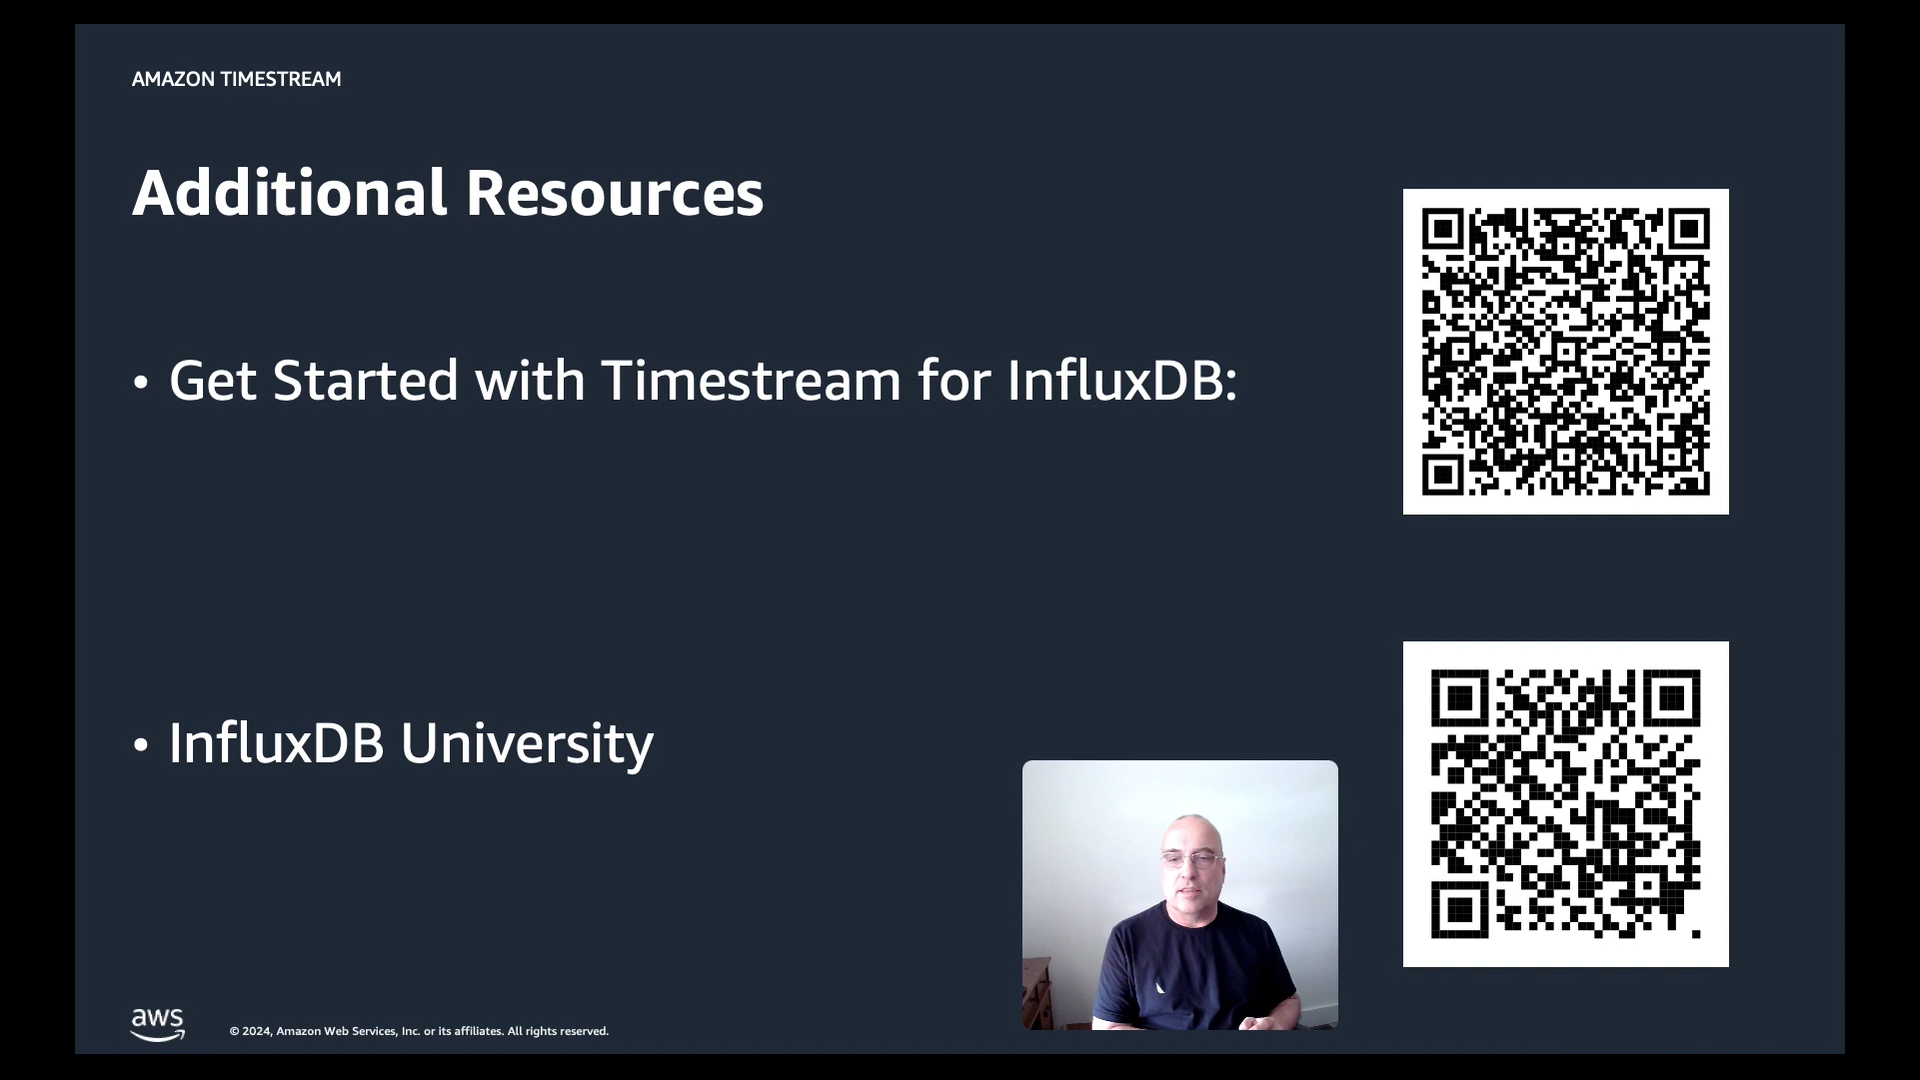 AMAZON TIMESTREAM
Additional Resources
• Get Started with Timestream for InfluxDB:
• InfluxDB University
aws
© 2024, Amazon Web Services, Inc. or its affiliates. All rights reserved.